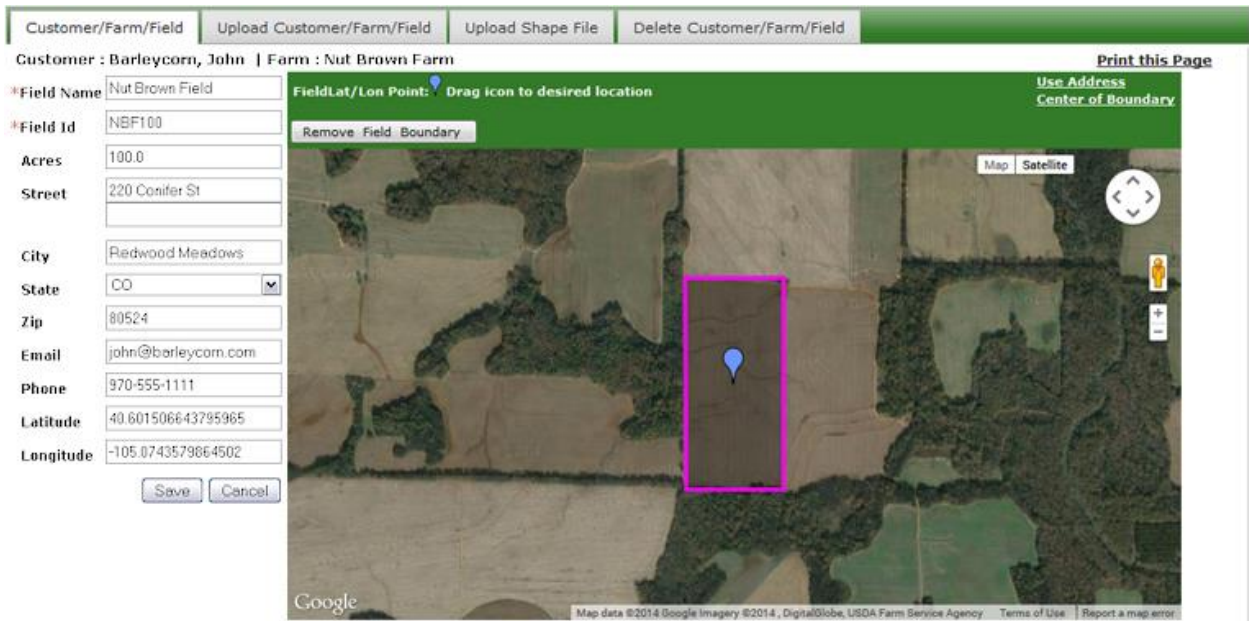 Customer/Farm/Field Upload Customer/Farm/Field Upload Shape File Delete Customer/Farm/Field
Customer : Barleycorn, John | Farm : Nut Brown Farm Print this Page
*Field Name Nut Brown Field
*Field Id NBF100
Acres 100.0
Street 220 Conifer St
City Redwood Meadows
State CO
Zip 80524
Email john@barleycorn.com
Phone 970-555-1111
Latitude 40.601506643795965
Longitude -105.0743579864502
Save Cancel
FieldLat/Lon Point: Drag icon to desired location
Use Address
Center of Boundary
Remove Field Boundary
Map Satellite
+
-
Google
Map data ©2014 Google Imagery ©2014 , DigitalGlobe, USDA Farm Service Agency Terms of Use Report a map error